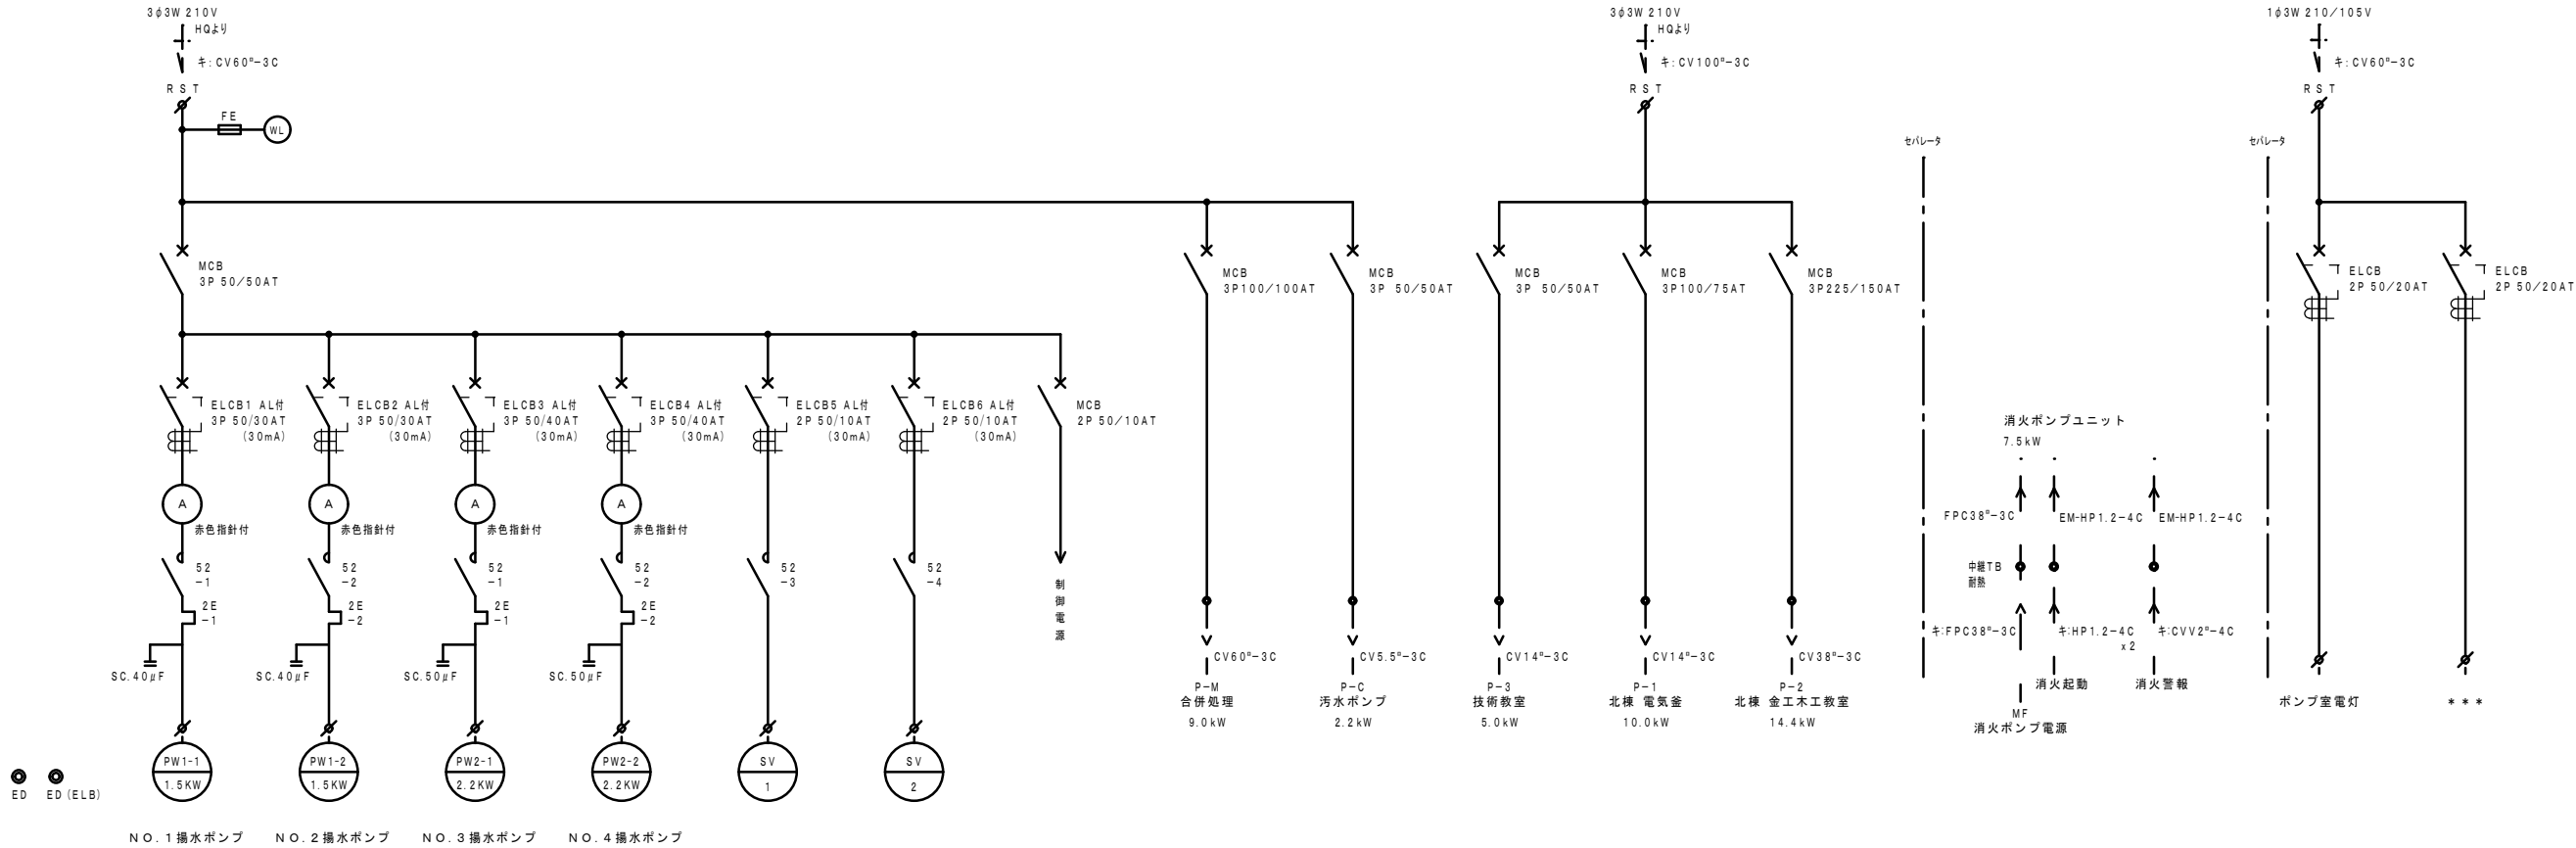 3φ3W 210V
HQより
キ:CV60°-3C
R S T
FE
WL
3φ3W 210V
HQより
キ:CV100°-3C
R S T
1φ3W 210/105V
キ:CV60°-3C
R S T
セパレータ
セパレータ
MCB
3P 50/50AT
MCB
3P100/100AT
MCB
3P 50/50AT
MCB
3P 50/50AT
MCB
3P100/75AT
MCB
3P225/150AT
ELCB
2P 50/20AT
ELCB
2P 50/20AT
ELCB1 AL付
3P 50/30AT
(30mA)
ELCB2 AL付
3P 50/30AT
(30mA)
ELCB3 AL付
3P 50/40AT
(30mA)
ELCB4 AL付
3P 50/40AT
(30mA)
ELCB5 AL付
2P 50/10AT
(30mA)
ELCB6 AL付
2P 50/10AT
(30mA)
MCB
2P 50/10AT
A
赤色指針付
A
赤色指針付
A
赤色指針付
A
赤色指針付
52
-1
52
-2
52
-1
52
-2
52
-3
52
-4
2E
-1
2E
-2
2E
-1
2E
-2
SC.40μF
SC.40μF
SC.50μF
SC.50μF
制御電源
消火ポンプユニット
7.5kW
FPC38°-3C
EM-HP1.2-4C
EM-HP1.2-4C
中継TB
耐熱
キ:FPC38°-3C
キ:HP1.2-4C
x2
キ:CVV2°-4C
消火起動
消火警報
MF
消火ポンプ電源
CV60°-3C
P-M
合併処理
9.0kW
CV5.5°-3C
P-C
汚水ポンプ
2.2kW
CV14°-3C
P-3
技術教室
5.0kW
CV14°-3C
P-1
北棟 電気釜
10.0kW
CV38°-3C
P-2
北棟 金工木工教室
14.4kW
ポンプ室電灯
***
ED
ED(ELB)
PW1-1
1.5KW
PW1-2
1.5KW
PW2-1
2.2KW
PW2-2
2.2KW
SV
1
SV
2
NO.1揚水ポンプ
NO.2揚水ポンプ
NO.3揚水ポンプ
NO.4揚水ポンプ